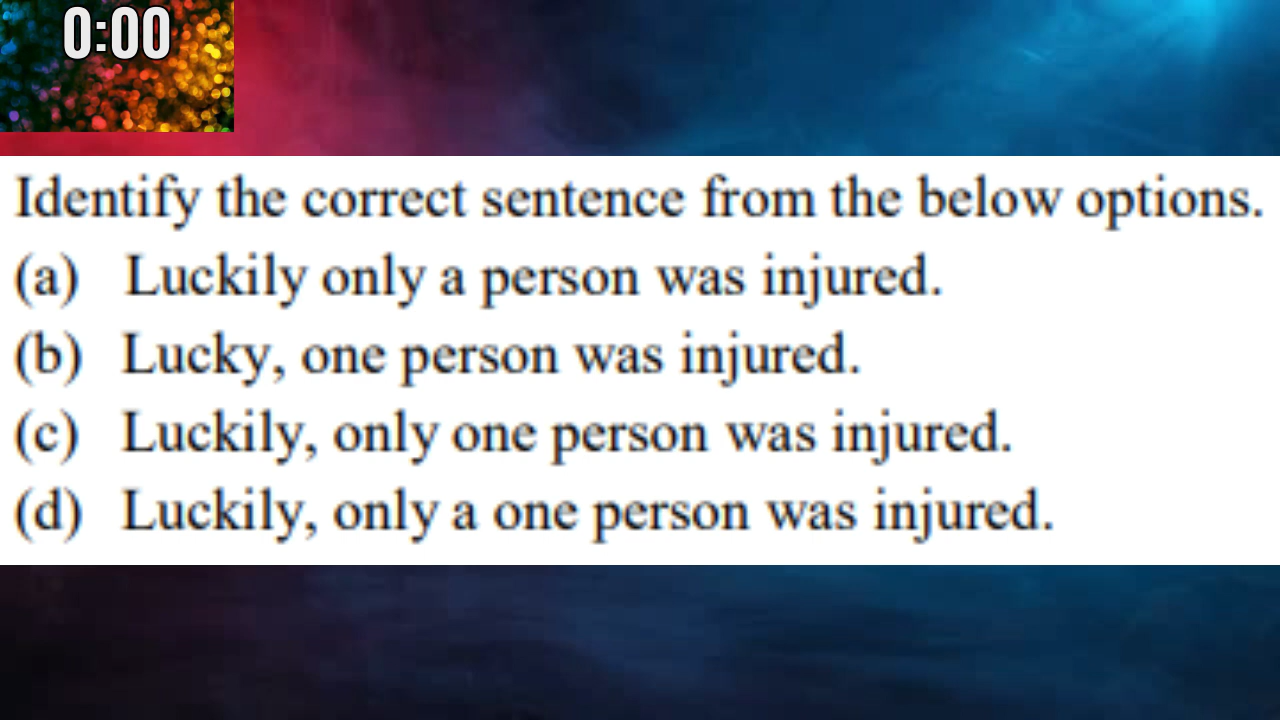 0:00
Identify the correct sentence from the below options.
(a) Luckily only a person was injured.
(b) Lucky, one person was injured.
(c) Luckily, only one person was injured.
(d) Luckily, only a one person was injured.